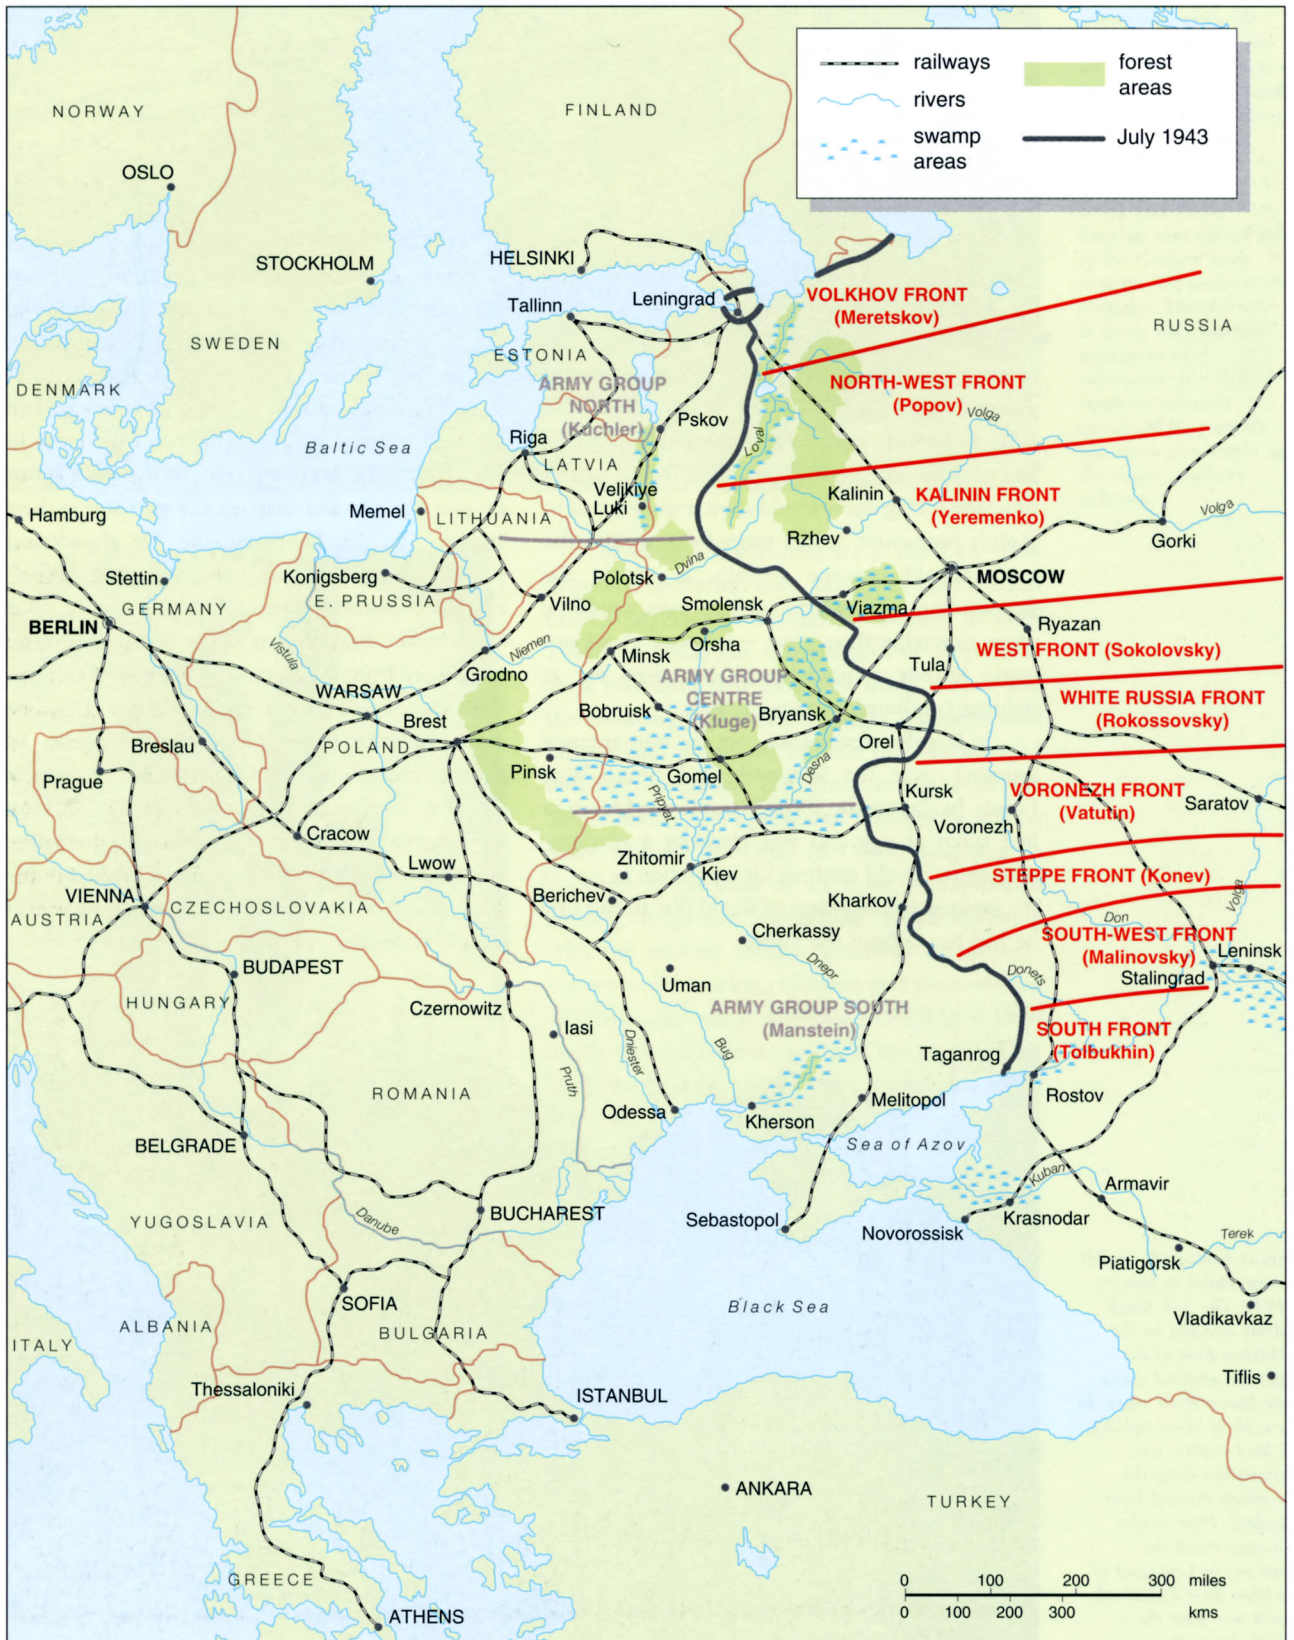 railways
rivers
swamp
areas
forest
areas
July 1943
NORWAY
FINLAND
OSLO
STOCKHOLM
HELSINKI
Tallinn
Leningrad
VOLKHOV FRONT
(Meretskov)
RUSSIA
SWEDEN
ESTONIA
DENMARK
ARMY GROUP
NORTH
(Küchler)
NORTH-WEST FRONT
(Popov)
Volga
Pskov
Baltic Sea
Riga
Loval
LATVIA
Velikiye
Luki
Kalinin
KALININ FRONT
(Yeremenko)
Volga
Hamburg
Memel
LITHUANIA
Rzhev
Gorki
Stettin
Konigsberg
Polotsk
Dvina
MOSCOW
GERMANY
E. PRUSSIA
Vilno
Smolensk
Viazma
BERLIN
Ryazan
Vistula
Niemen
Orsha
Minsk
Tula
WEST FRONT (Sokolovsky)
Grodno
ARMY GROUP
CENTRE
(Kluge)
WARSAW
Brest
Bobruisk
Bryansk
WHITE RUSSIA FRONT
(Rokossovsky)
Breslau
POLAND
Orel
Prague
Pinsk
Gomel
Desna
Pripyat
Kursk
VORONEZH FRONT
(Vatutin)
Saratov
Voronezh
Cracow
Lwow
Zhitomir
Kiev
STEPPE FRONT (Konev)
VIENNA
Berichev
Kharkov
Volga
AUSTRIA
CZECHOSLOVAKIA
Don
Cherkassy
SOUTH-WEST FRONT
(Malinovsky)
Leninsk
BUDAPEST
Dnepr
Donets
Stalingrad
Uman
HUNGARY
Czernowitz
ARMY GROUP SOUTH
(Manstein)
Iasi
SOUTH FRONT
(Tolbukhin)
Dniester
Bug
Taganrog
Pruth
ROMANIA
Rostov
Odessa
Kherson
Melitopol
BELGRADE
Sea of Azov
Kuban
Armavir
YUGOSLAVIA
Danube
BUCHAREST
Sebastopol
Novorossisk
Krasnodar
Terek
Piatigorsk
SOFIA
Black Sea
Vladikavkaz
ALBANIA
BULGARIA
ITALY
Tiflis
Thessaloniki
ISTANBUL
ANKARA
TURKEY
GREECE
0 100 200 300 miles
0 100 200 300 kms
ATHENS